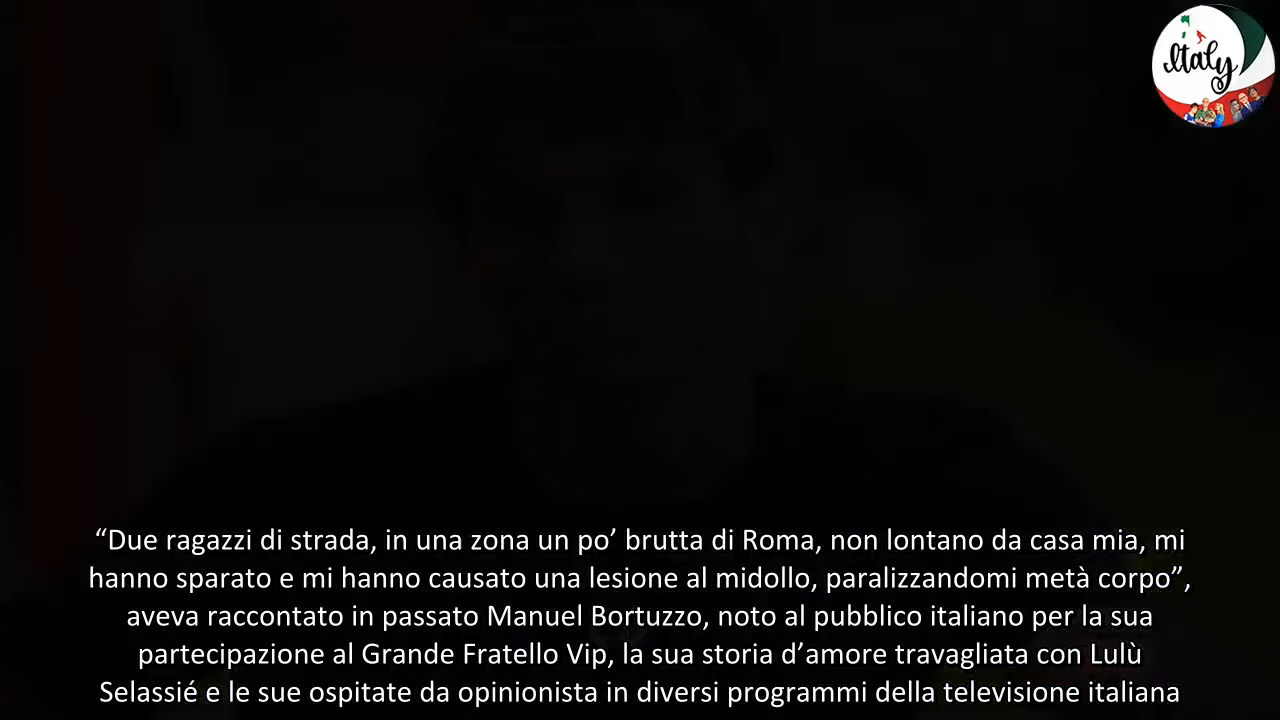 Italy
“Due ragazzi di strada, in una zona un po’ brutta di Roma, non lontano da casa mia, mi
hanno sparato e mi hanno causato una lesione al midollo, paralizzandomi metà corpo”,
aveva raccontato in passato Manuel Bortuzzo, noto al pubblico italiano per la sua
partecipazione al Grande Fratello Vip, la sua storia d’amore travagliata con Lulù
Selassié e le sue ospitate da opinionista in diversi programmi della televisione italiana